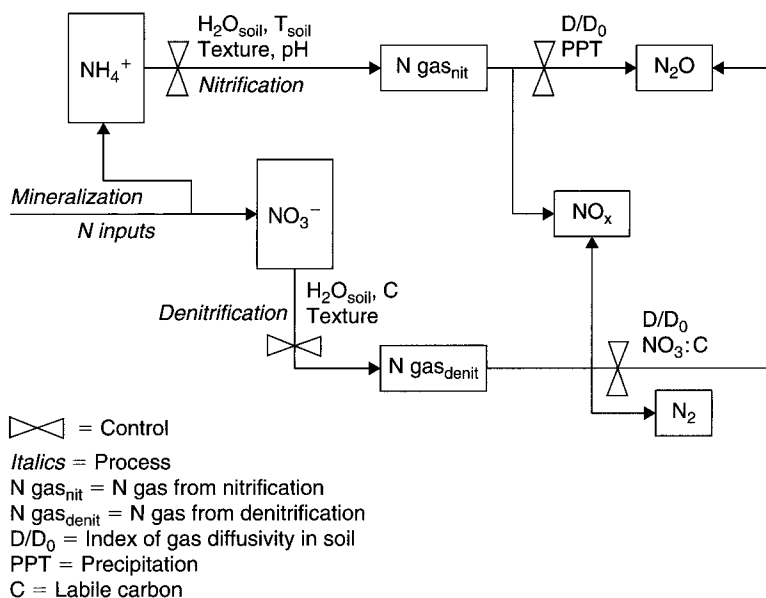 H₂Osoil, Tsoil
Texture, pH
Nitrification
NH₄⁺
N gasnit
D/D₀
PPT
N₂O
Mineralization
N inputs
NO₃⁻
NOx
Denitrification
H₂Osoil, C
Texture
N gasdenit
D/D₀
NO₃:C
N₂
= Control
Italics = Process
N gasnit = N gas from nitrification
N gasdenit = N gas from denitrification
D/D₀ = Index of gas diffusivity in soil
PPT = Precipitation
C = Labile carbon